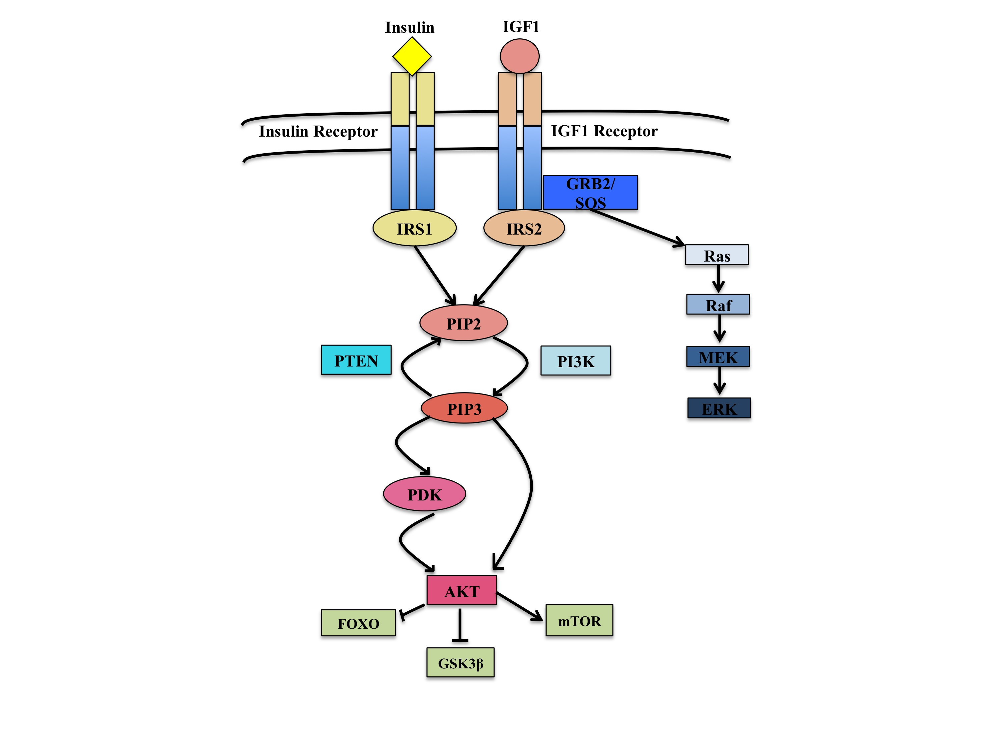 Insulin
IGF1
Insulin Receptor
IGF1 Receptor
GRB2/
SOS
IRS1
IRS2
Ras
Raf
PIP2
PTEN
PI3K
MEK
PIP3
ERK
PDK
AKT
FOXO
mTOR
GSK3β